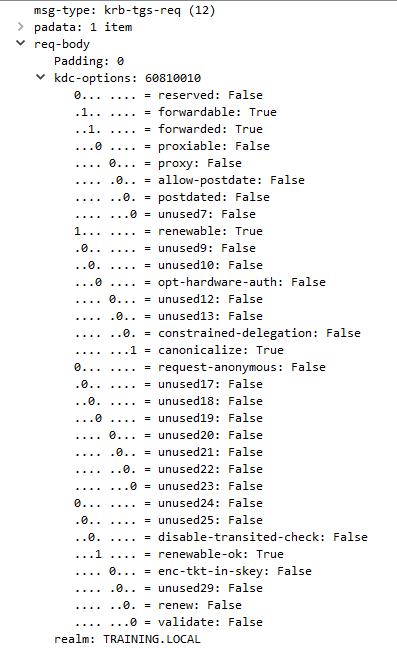 msg-type: krb-tgs-req (12)
padata: 1 item
req-body
Padding: 0
kdc-options: 60810010
0... .... = reserved: False
.1.. .... = forwardable: True
..1. .... = forwarded: True
...0 .... = proxiable: False
.... 0... = proxy: False
.... .0.. = allow-postdate: False
.... ..0. = postdated: False
.... ...0 = unused7: False
1... .... = renewable: True
.0.. .... = unused9: False
..0. .... = unused10: False
...0 .... = opt-hardware-auth: False
.... 0... = unused12: False
.... .0.. = unused13: False
.... ..0. = constrained-delegation: False
.... ...1 = canonicalize: True
0... .... = request-anonymous: False
.0.. .... = unused17: False
..0. .... = unused18: False
...0 .... = unused19: False
.... 0... = unused20: False
.... .0.. = unused21: False
.... ..0. = unused22: False
.... ...0 = unused23: False
0... .... = unused24: False
.0.. .... = unused25: False
..0. .... = disable-transited-check: False
...1 .... = renewable-ok: True
.... 0... = enc-tkt-in-skey: False
.... .0.. = unused29: False
.... ..0. = renew: False
.... ...0 = validate: False
realm: TRAINING.LOCAL